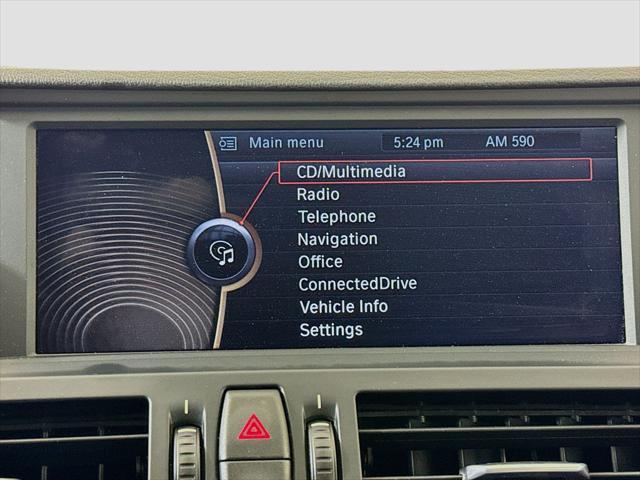 Main menu 5:24 pm AM 590
CD/Multimedia
Radio
Telephone
Navigation
Office
ConnectedDrive
Vehicle Info
Settings